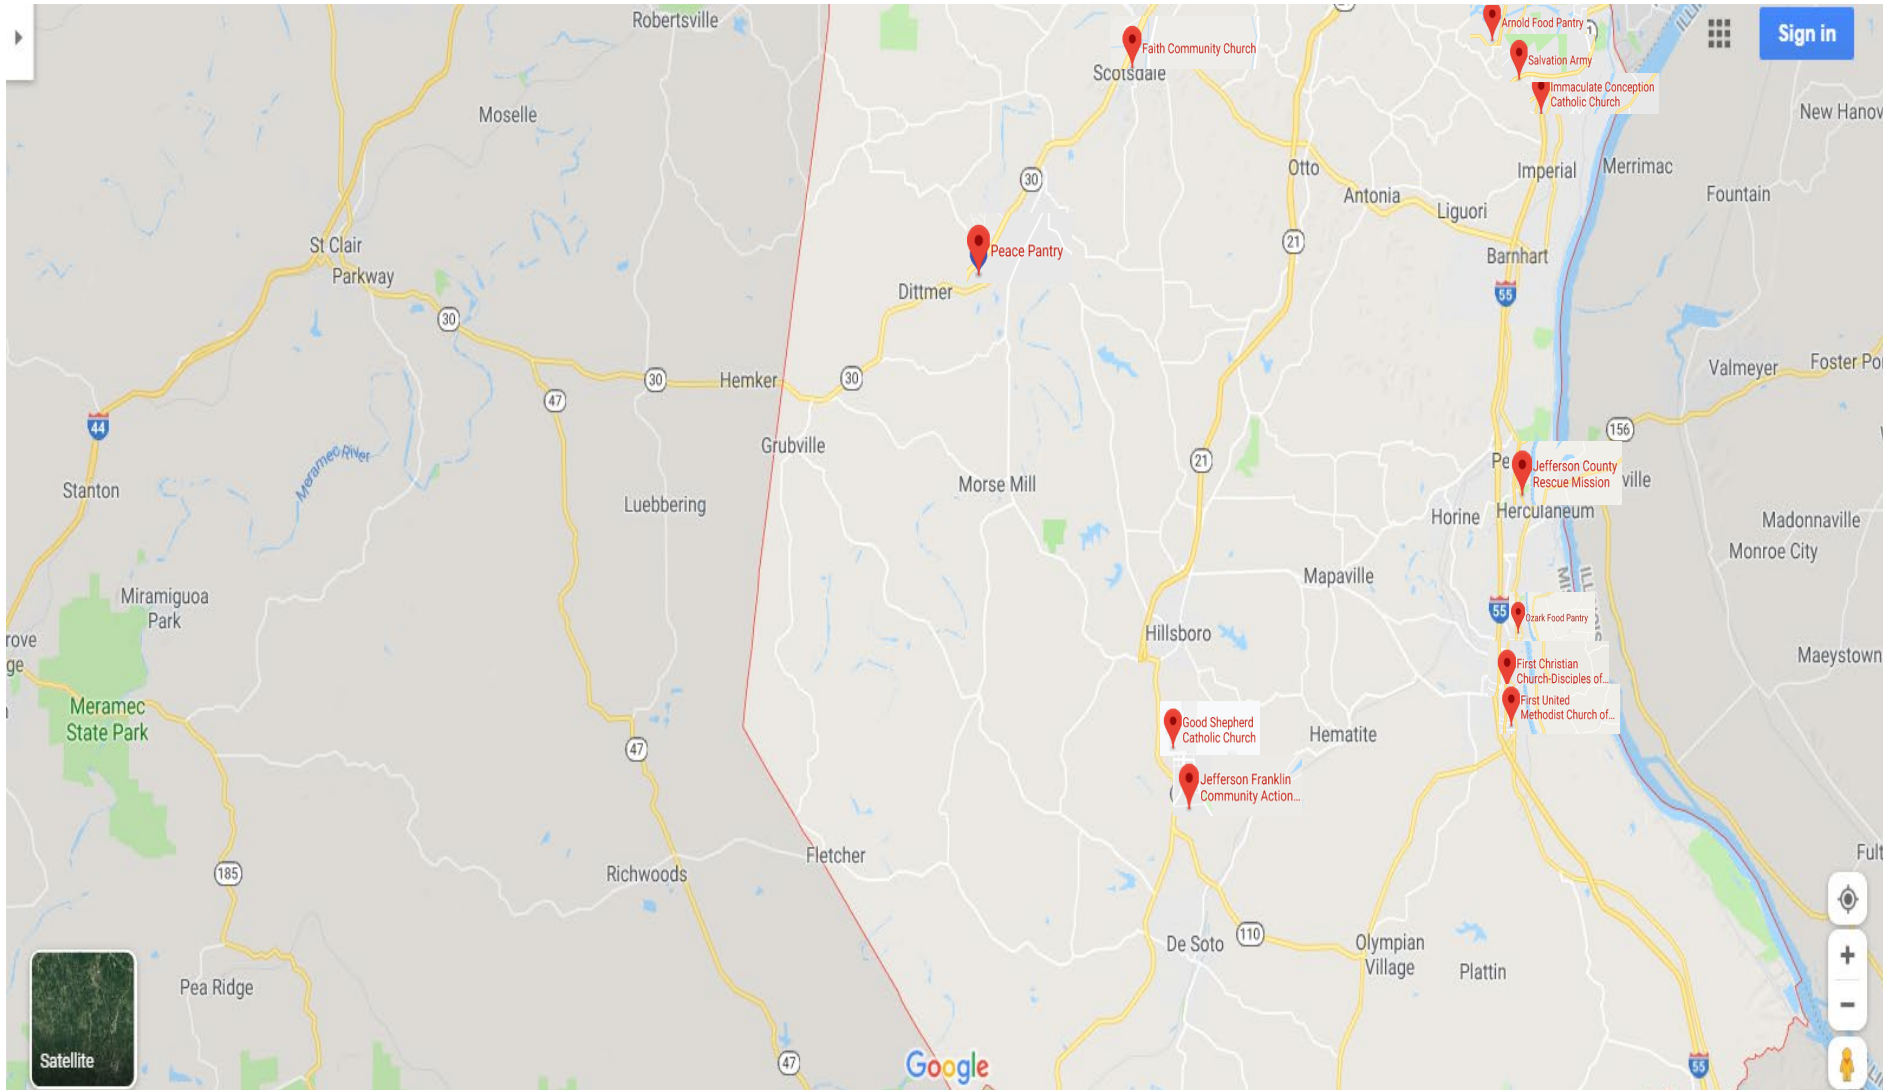 Robertsville
Arnold Food Pantry
Sign in
Faith Community Church
Salvation Army
Scotsdale
Immaculate Conception
Catholic Church
Moselle
New Hanov
Otto
Imperial
Merrimac
30
Antonia
Fountain
Liguori
St Clair
21
Peace Pantry
Barnhart
Parkway
Dittmer
55
30
Valmeyer
Foster Po
30
Hemker
30
47
44
156
Grubville
Meramec River
21
Pe
Jefferson County
Rescue Mission
ville
Stanton
Morse Mill
Luebbering
Horine
Herculaneum
Madonnaville
Monroe City
Mapaville
Miramiguoa
Park
55
Ozark Food Pantry
rove
ge
Hillsboro
Maeystown
First Christian
Church-Disciples of...
Meramec
State Park
First United
Methodist Church of...
Good Shepherd
Catholic Church
Hematite
47
Jefferson Franklin
Community Action...
Fletcher
Fult
185
Richwoods
110
De Soto
Olympian
Village
Plattin
Pea Ridge
Satellite
Google
47
55